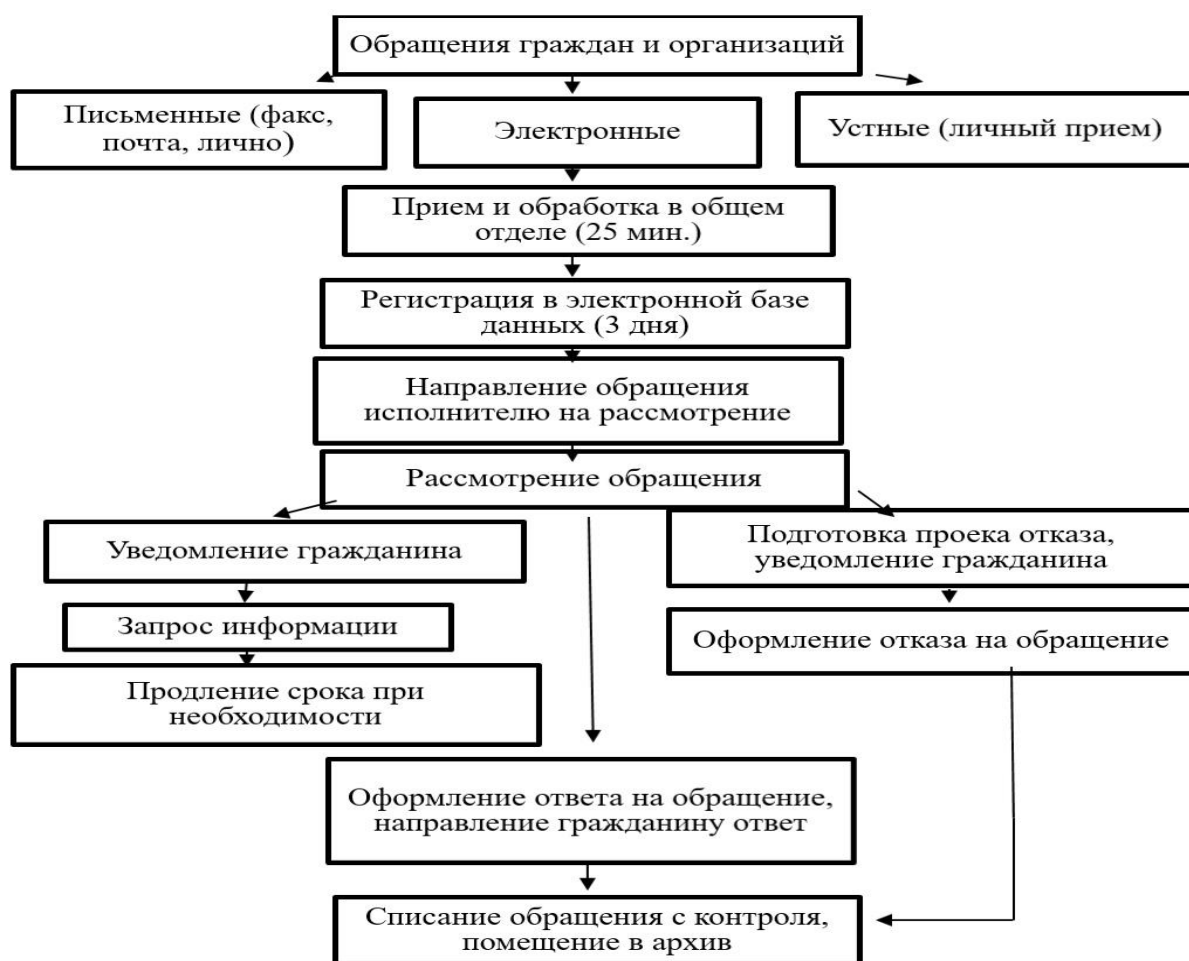 Обращения граждан и организаций
Письменные (факс,
почта, лично)
Электронные
Устные (личный прием)
Прием и обработка в общем
отделе (25 мин.)
Регистрация в электронной базе
данных (3 дня)
Направление обращения
исполнителю на рассмотрение
Рассмотрение обращения
Уведомление гражданина
Подготовка проека отказа,
уведомление гражданина
Запрос информации
Оформление отказа на обращение
Продление срока при
необходимости
Оформление ответа на обращение,
направление гражданину ответ
Списание обращения с контроля,
помещение в архив